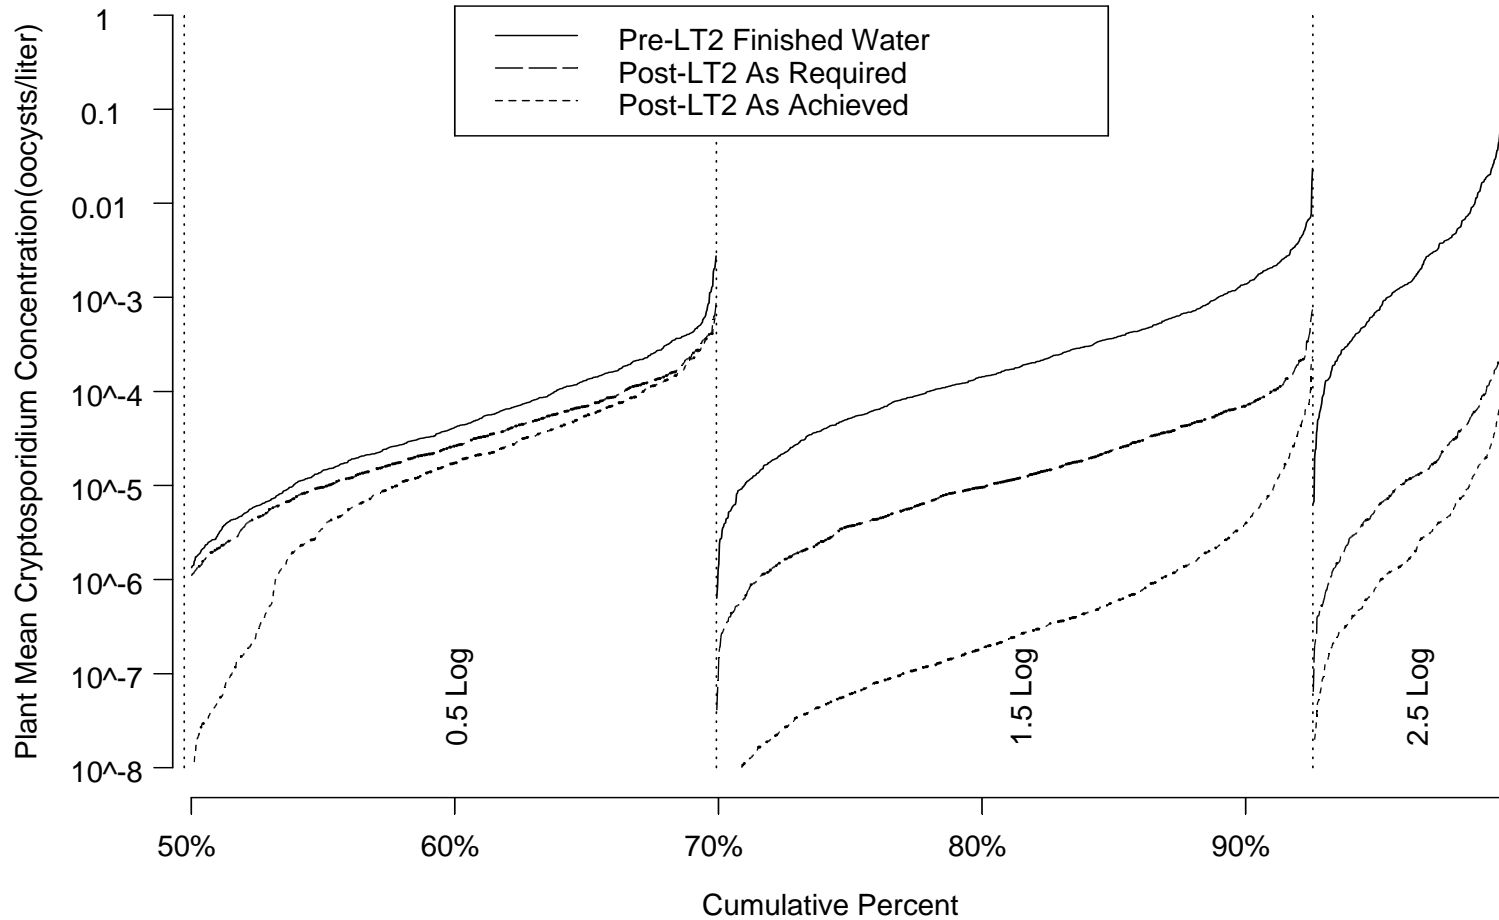 Pre-LT2 Finished Water
Post-LT2 As Required
Post-LT2 As Achieved
Plant Mean Cryptosporidium Concentration(oocysts/liter)
1
0.1
0.01
10^-3
10^-4
10^-5
10^-6
10^-7
10^-8
0.5 Log
1.5 Log
2.5 Log
50%
60%
70%
80%
90%
Cumulative Percent